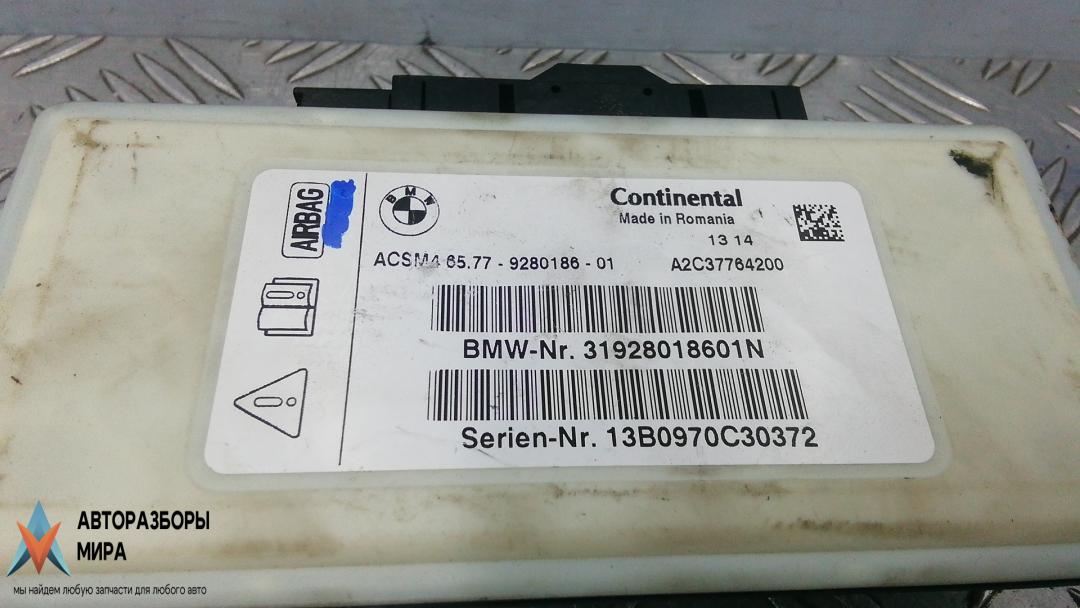 AIRBAG
BMW
Continental
Made in Romania
13 14
ACSM4 65.77 - 9280186 - 01 A2C37764200
BMW-Nr. 31928018601N
Serien-Nr. 13B0970C30372
АВТОРАЗБОРЫ
МИРА
мы найдем любую запчасти для любого авто